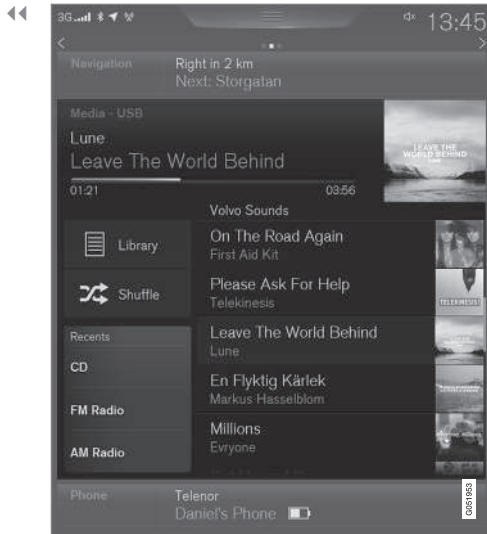 3G
13:45
Navigation
Right in 2 km
Next: Storgatan
Media - USB
Lune
Leave The World Behind
01:21
03:56
LEAVE THE
WORLD BEHIND
LUNE
Volvo Sounds
Library
Shuffle
On The Road Again
First Aid Kit
Please Ask For Help
Telekinesis
TELEKINESIS!
Leave The World Behind
Lune
En Flyktig Kärlek
Markus Hasselblom
Millions
Evryone
Recents
CD
FM Radio
AM Radio
Phone
Telenor
Daniel's Phone
G051953